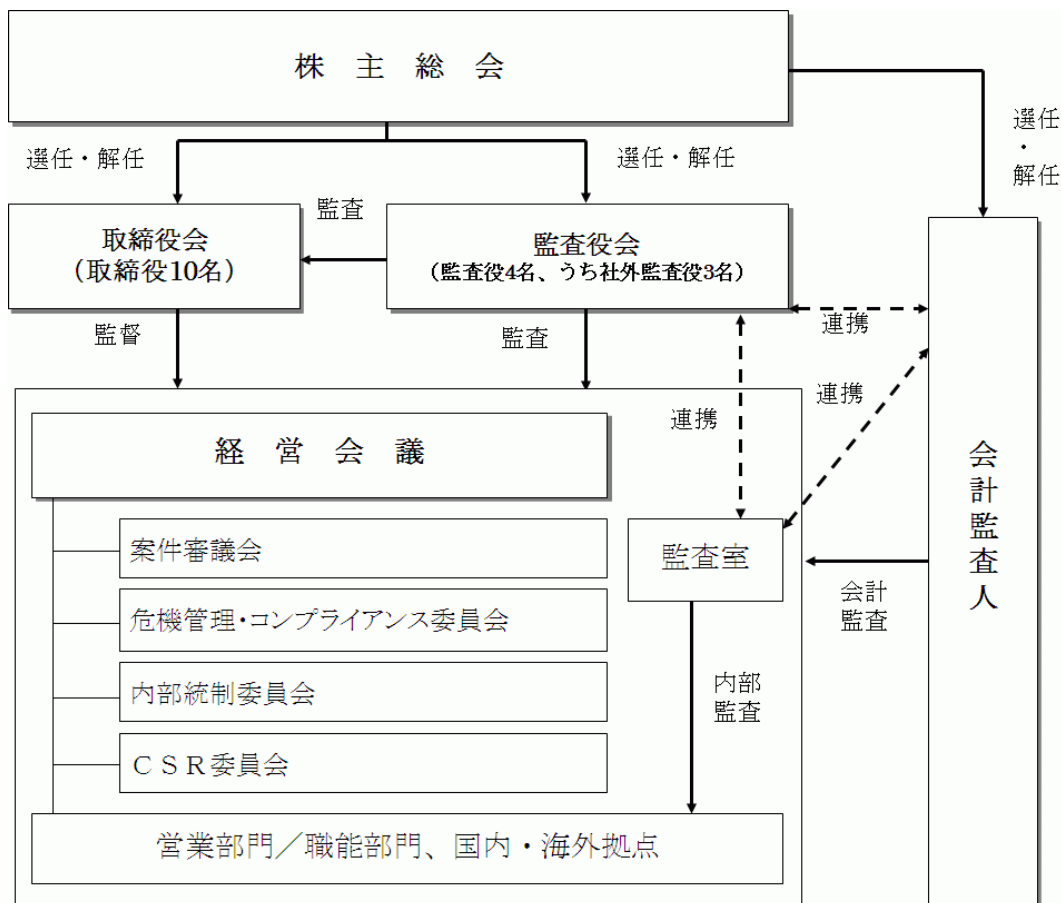 株主総会
選任・解任
選任・解任
選任
・
解任
監査
取締役会
（取締役10名）
監査役会
（監査役4名、うち社外監査役3名）
監督
監査
連携
連携
連携
経営会議
案件審議会
危機管理・コンプライアンス委員会
内部統制委員会
ＣＳＲ委員会
監査室
会計
監査
内部
監査
会計監査人
営業部門／職能部門、国内・海外拠点